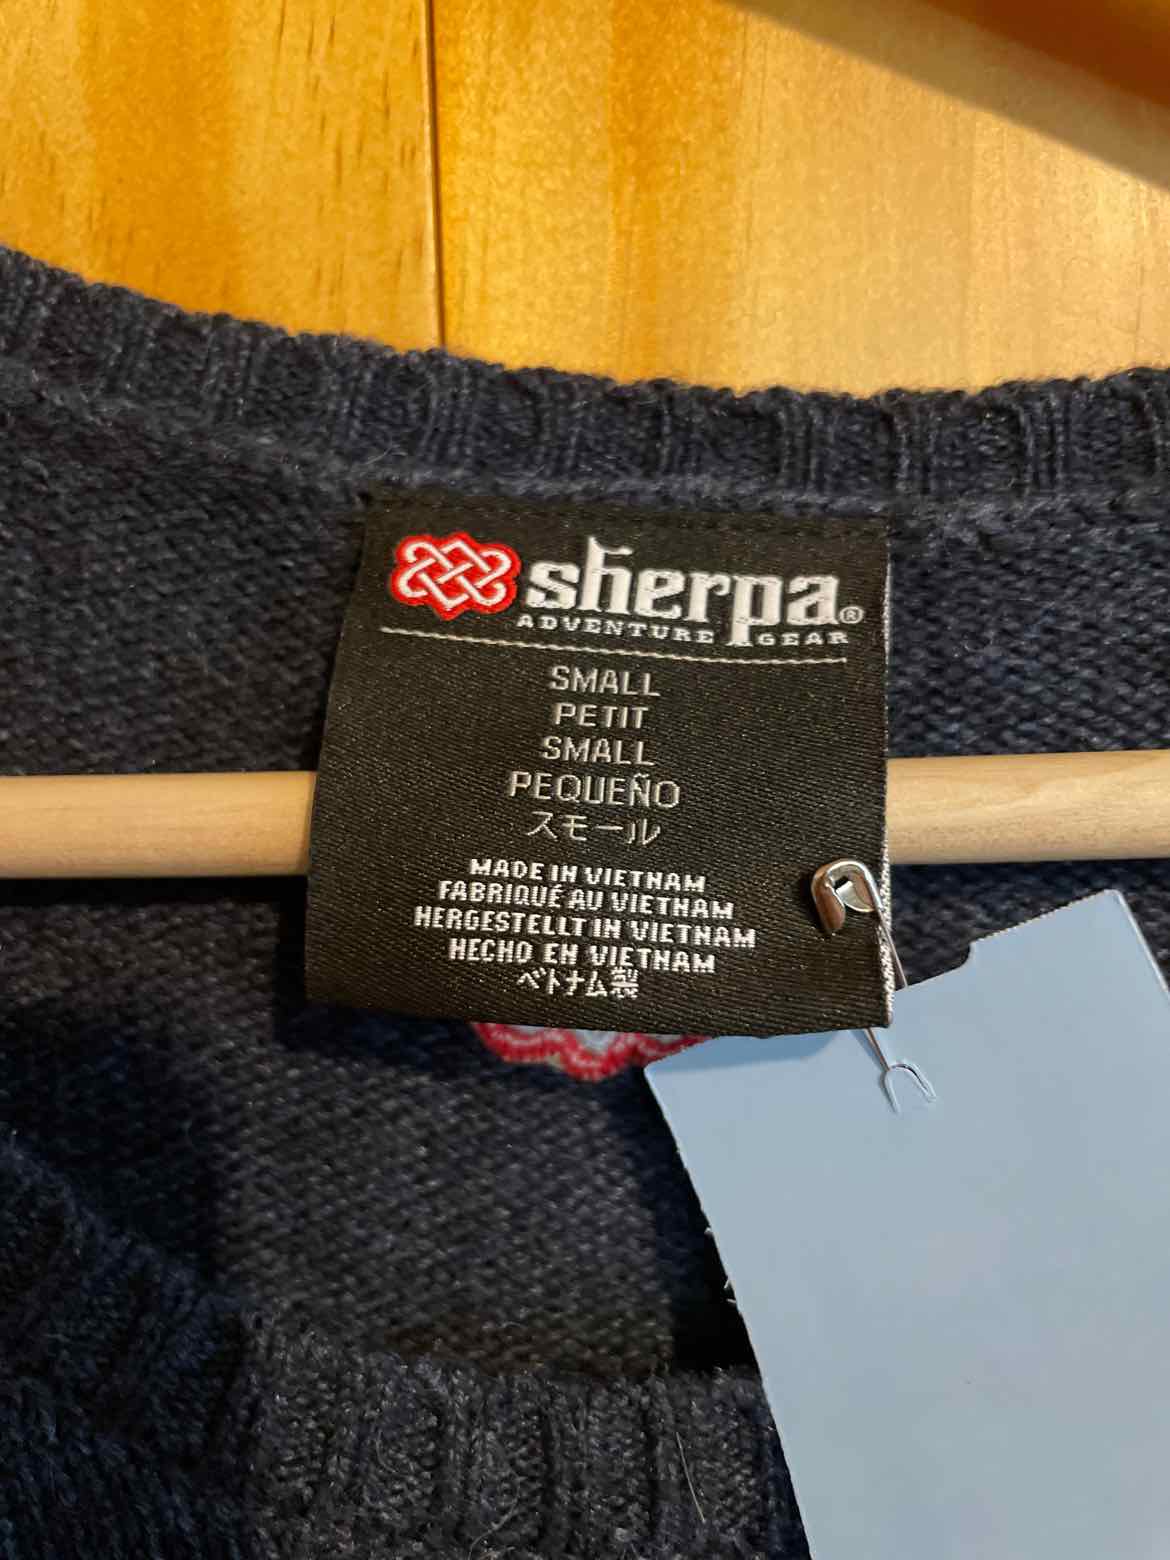 sherpa®
ADVENTURE GEAR
SMALL
PETIT
SMALL
PEQUEÑO
スモール
MADE IN VIETNAM
FABRIQUÉ AU VIETNAM
HERGESTELLT IN VIETNAM
HECHO EN VIETNAM
ベトナム製